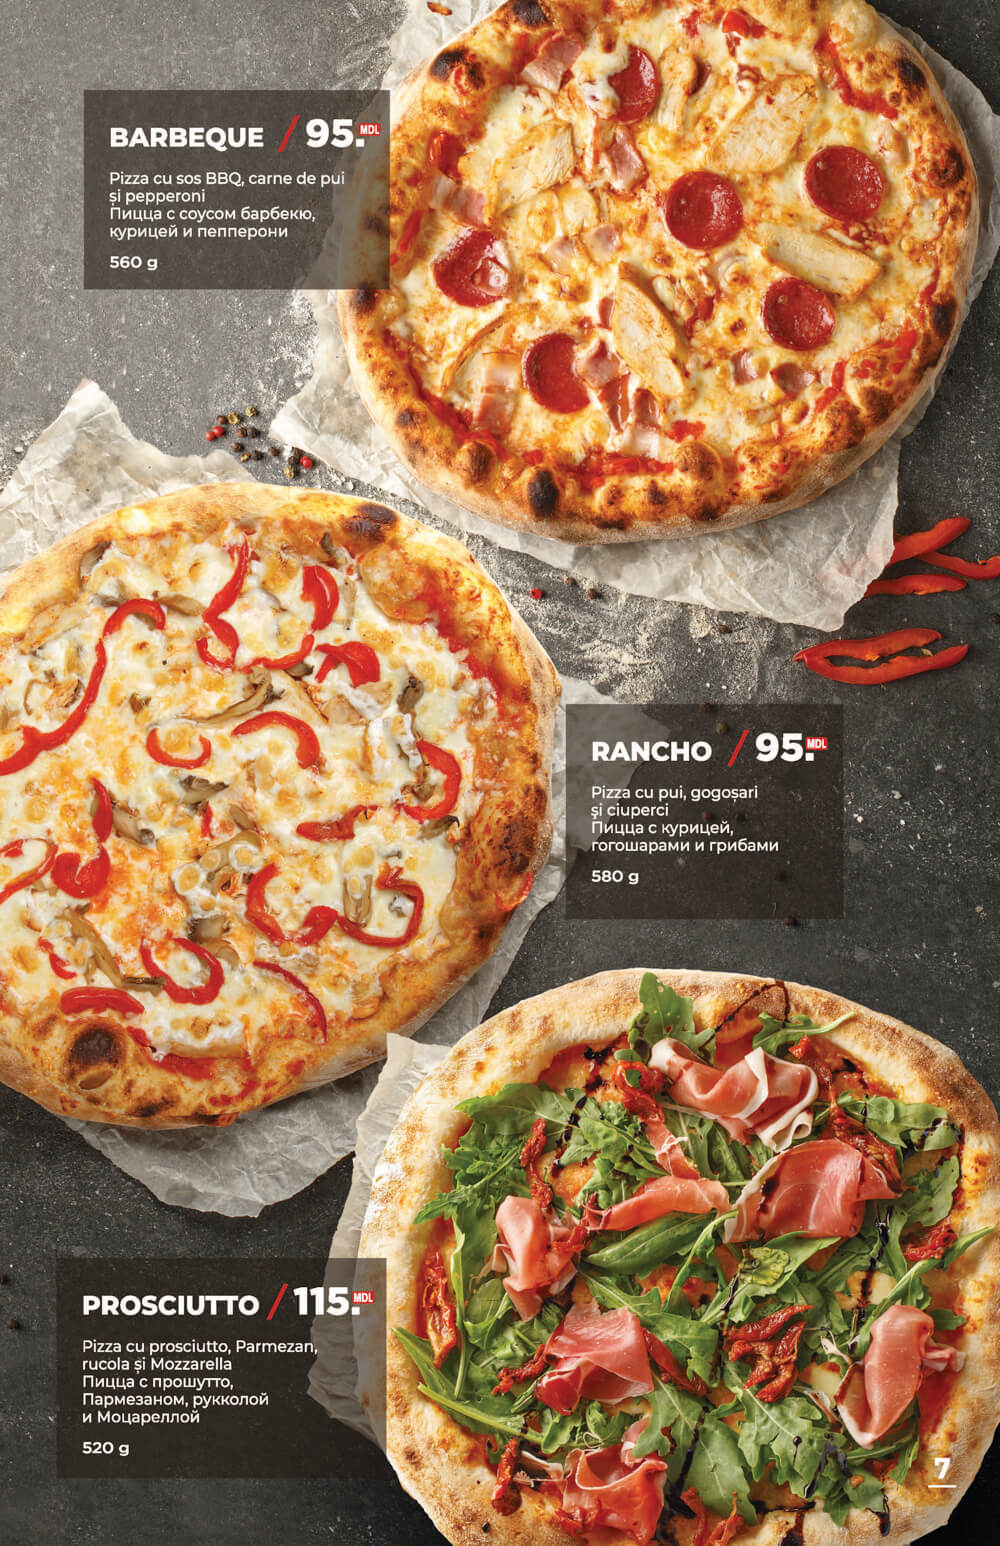 BARBEQUE / 95. MDL
Pizza cu sos BBQ, carne de pui
și pepperoni
Пицца с соусом барбекю,
курицей и пепперони
560 g
RANCHO / 95. MDL
Pizza cu pui, gogoșari
și ciuperci
Пицца с курицей,
гогошарами и грибами
580 g
PROSCIUTTO / 115. MDL
Pizza cu prosciutto, Parmezan,
rucola și Mozzarella
Пицца с прошутто,
Пармезаном, рукколой
и Моцареллой
520 g
7